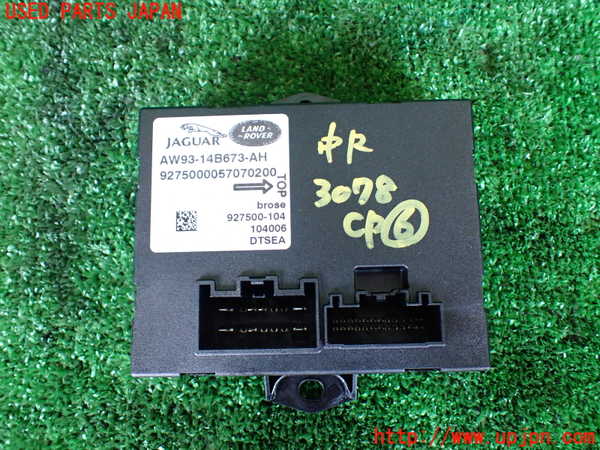 USED PARTS JAPAN
JAGUAR
LAND-
ROVER
AW93-14B673-AH
9275000057070200
TOP
brose
927500-104
104006
DTSEA
中R
3078
CP⑥
http://www.upjpn.com/